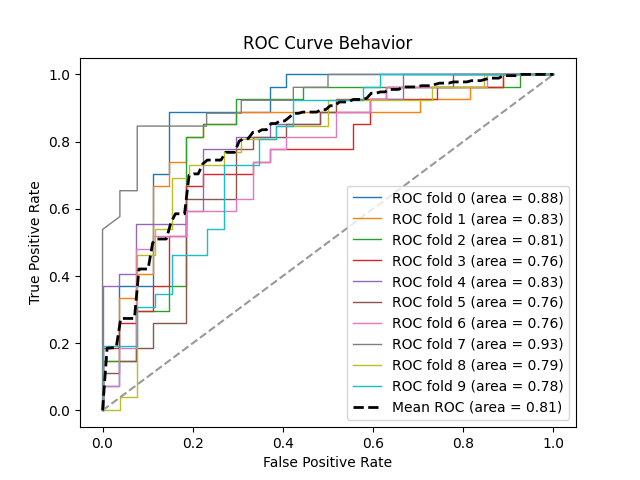 ROC Curve Behavior
True Positive Rate
1.0
0.8
0.6
0.4
0.2
0.0
ROC fold 0 (area = 0.88)
ROC fold 1 (area = 0.83)
ROC fold 2 (area = 0.81)
ROC fold 3 (area = 0.76)
ROC fold 4 (area = 0.83)
ROC fold 5 (area = 0.76)
ROC fold 6 (area = 0.76)
ROC fold 7 (area = 0.93)
ROC fold 8 (area = 0.79)
ROC fold 9 (area = 0.78)
Mean ROC (area = 0.81)
0.0 0.2 0.4 0.6 0.8 1.0
False Positive Rate